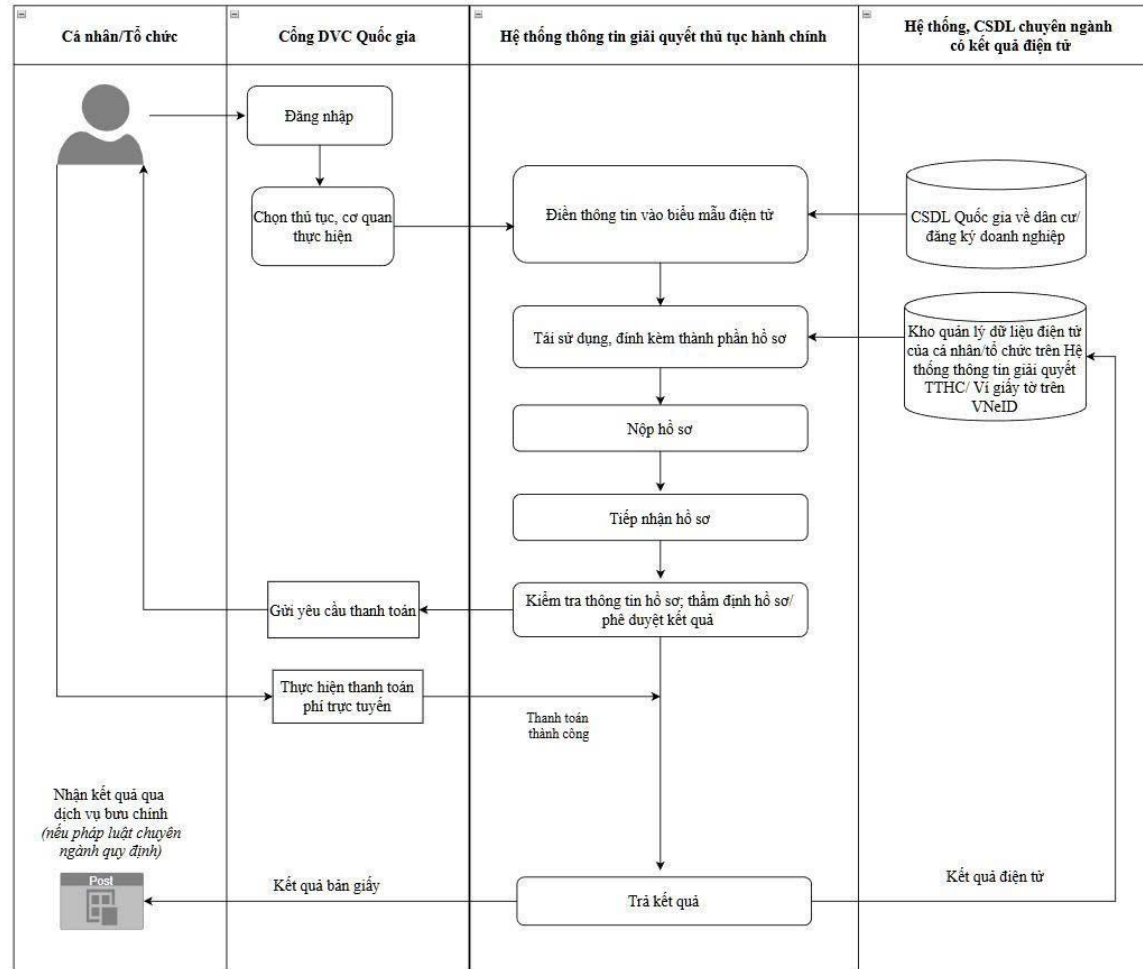 Cá nhân/Tổ chức
Cổng DVC Quốc gia
Hệ thống thông tin giải quyết thủ tục hành chính
Hệ thống, CSDL chuyên ngành
có kết quả điện tử
Đăng nhập
Chọn thủ tục, cơ quan
thực hiện
Điền thông tin vào biểu mẫu điện tử
CSDL Quốc gia về dân cư/
đăng ký doanh nghiệp
Tái sử dụng, đính kèm thành phần hồ sơ
Kho quản lý dữ liệu điện tử
của cá nhân/tổ chức trên Hệ
thống thông tin giải quyết
TTHC/ Ví giấy tờ trên
VNeID
Nộp hồ sơ
Tiếp nhận hồ sơ
Kiểm tra thông tin hồ sơ; thẩm định hồ sơ/
phê duyệt kết quả
Gửi yêu cầu thanh toán
Thực hiện thanh toán
phí trực tuyến
Thanh toán
thành công
Nhận kết quả qua
dịch vụ bưu chính
(nếu pháp luật chuyên
ngành quy định)
Post
Kết quả bản giấy
Trả kết quả
Kết quả điện tử